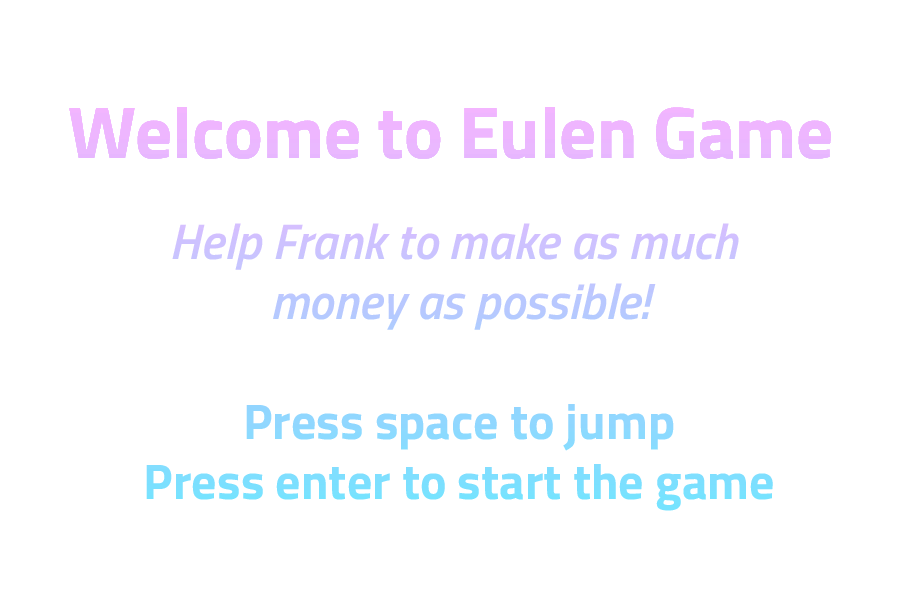 Welcome to Eulen Game
Help Frank to make as much
money as possible!
Press space to jump
Press enter to start the game